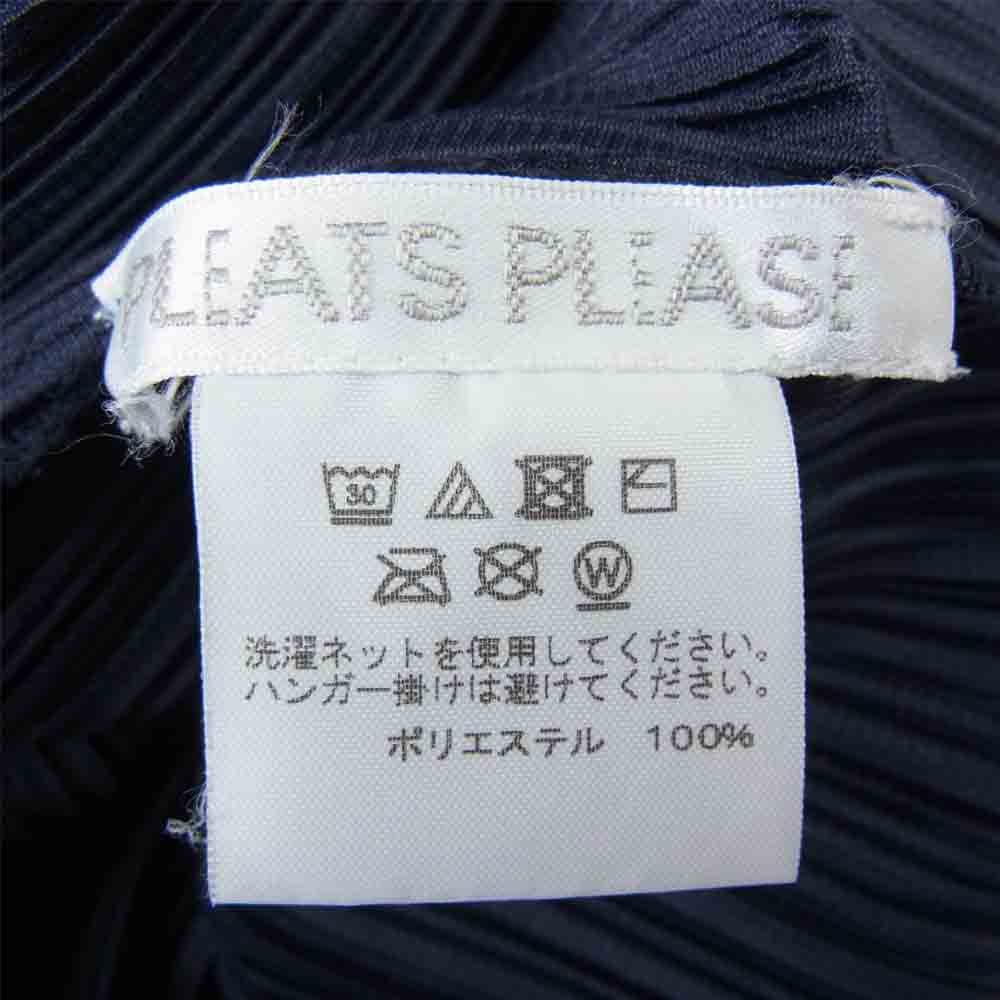 PLEATS PLEASE
30
W
洗濯ネットを使用してください。
ハンガー掛けは避けてください。
ポリエステル 100%